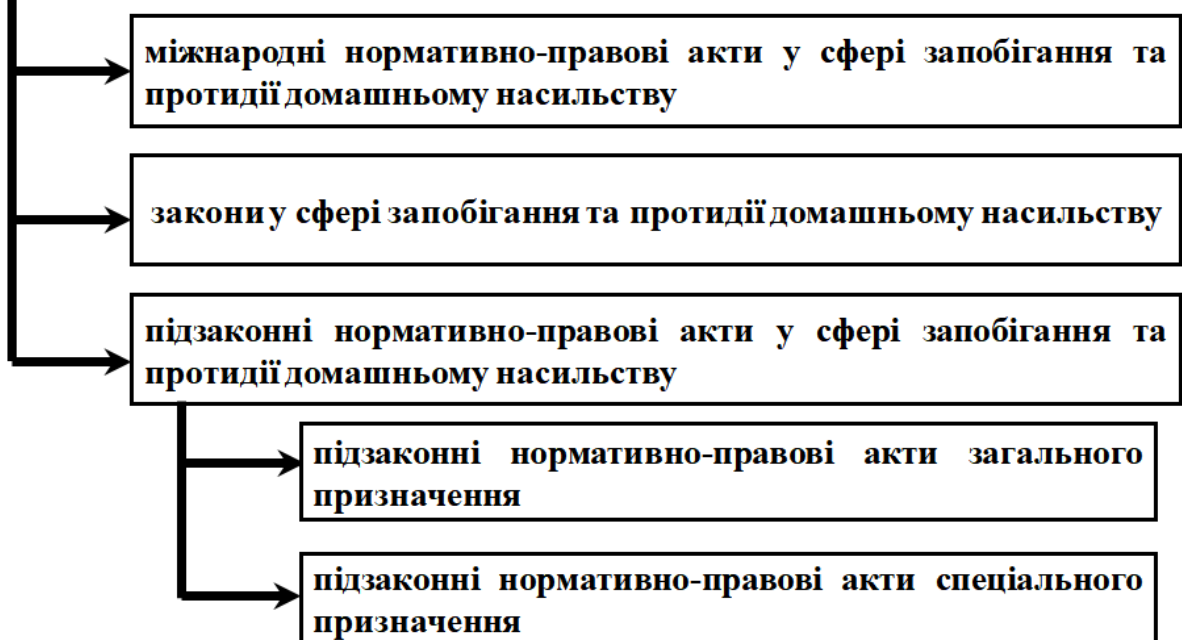 міжнародні нормативно-правові акти у сфері запобігання та
протидії домашньому насильству
закони у сфері запобігання та протидії домашньому насильству
підзаконні нормативно-правові акти у сфері запобігання та
протидії домашньому насильству
підзаконні нормативно-правові акти загального
призначення
підзаконні нормативно-правові акти спеціального
призначення